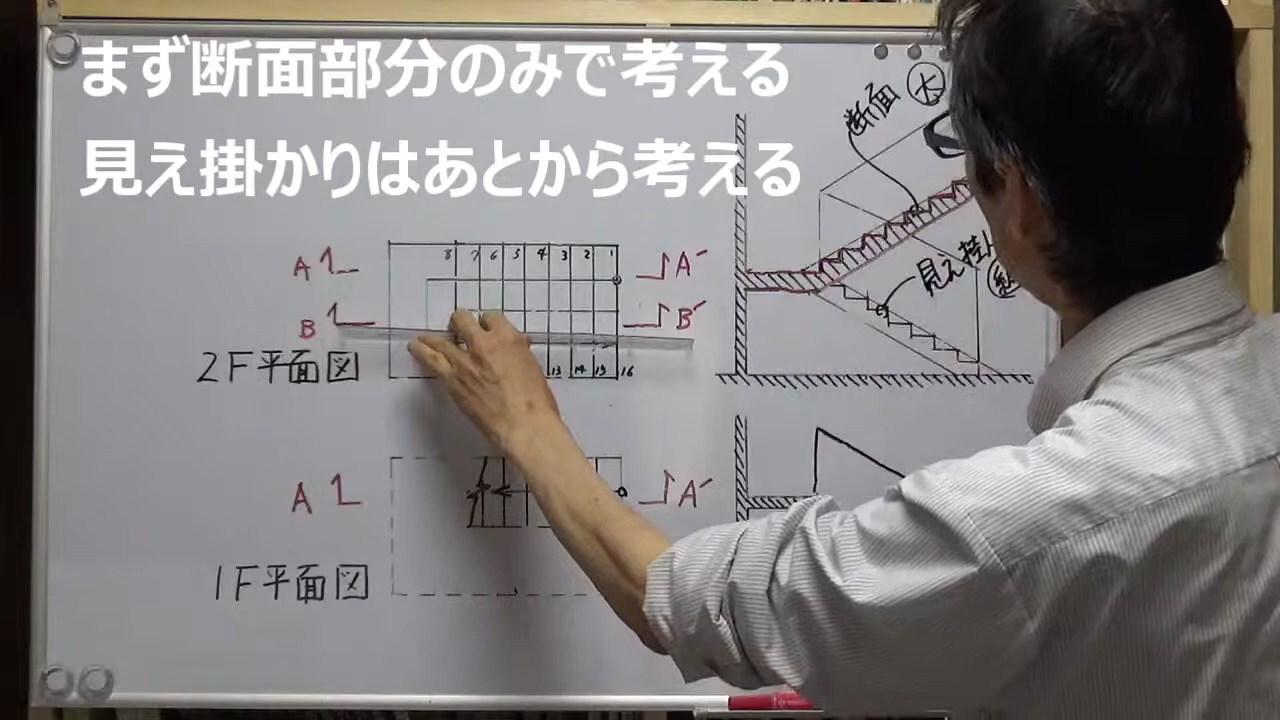 まず断面部分のみで考える
見え掛かりはあとから考える
断面 太
見え掛
A 8 7 6 5 4 3 2 1 A′
B B′
2F平面図 13 14 15 16
A A′
1F平面図